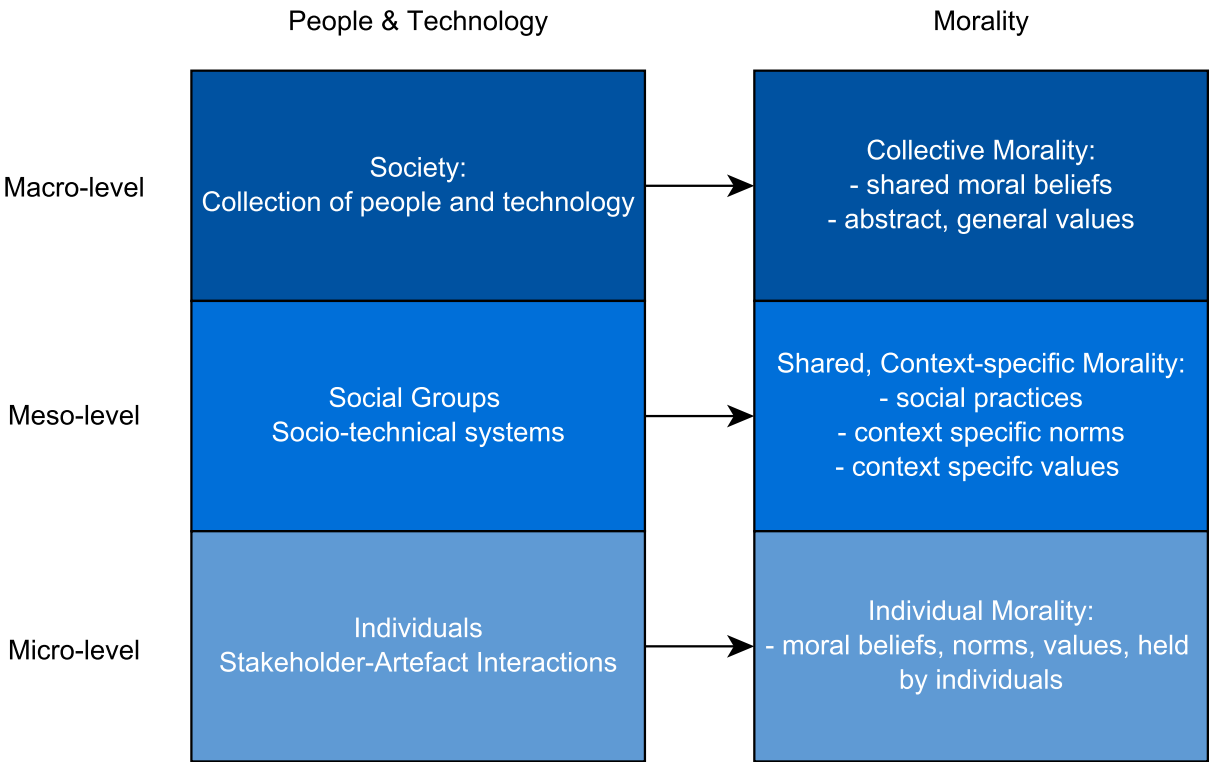 People & Technology
Morality
Macro-level
Society:
Collection of people and technology
Collective Morality:
- shared moral beliefs
- abstract, general values
Meso-level
Social Groups
Socio-technical systems
Shared, Context-specific Morality:
- social practices
- context specific norms
- context specifc values
Micro-level
Individuals
Stakeholder-Artefact Interactions
Individual Morality:
- moral beliefs, norms, values, held
by individuals